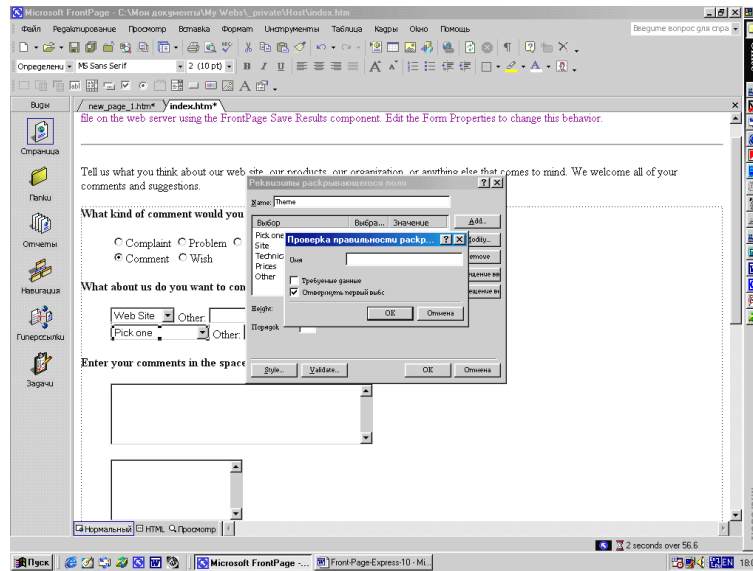 Microsoft FrontPage - C:\Мои документы\My Webs\_private\Host\index.htm
Файл Редактирование Просмотр Вставка Формат Инструменты Таблица Кадры Окно Помощь
Введите вопрос для спра
Определени MS Sans Serif 2 (10 pt)
Виды
new_page_1.htm* index.htm*
file on the web server using the FrontPage Save Results component. Edit the Form Properties to change this behavior.
Страница
Tell us what you think about our web site, our products, our organization, or anything else that comes to mind. We welcome all of your
comments and suggestions.
Реквизиты раскрывающегося поля
Папки
Name: Theme
What kind of comment would you
Выбор Выбра... Значение Add..
Pick one
Site
Technic
Prices
Other
Проверка правильности раскр...
Имя
Требуемые данные
Отвергнуть первый выбс
OK Отмена
Complaint Problem
Comment Wish
Отчеты
Навигация
What about us do you want to con
Web Site Other:
Pick one Other:
Height:
Порядок
Гиперссылки
Enter your comments in the space
Style... Validate... OK Отмена
Задачи
Нормальный HTML Просмотр
2 seconds over 56.6
Пуск Microsoft FrontPage -... Front-Page-Express-10 - Mi... EN